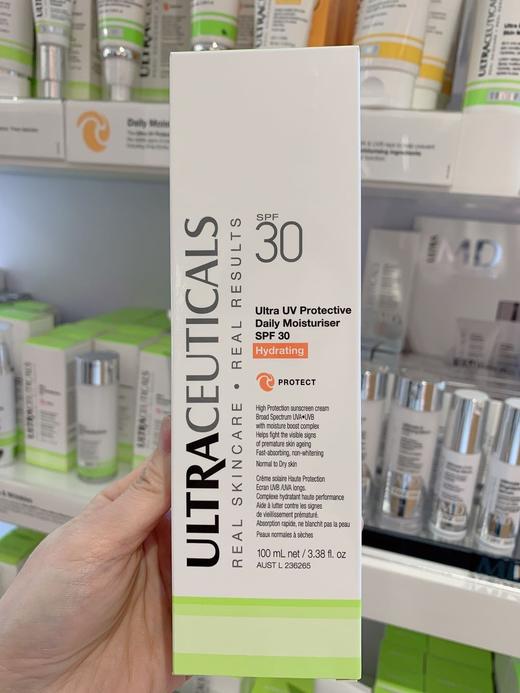 ULTRACEUTICALS
REAL SKINCARE • REAL RESULTS
SPF
30
Ultra UV Protective
Daily Moisturiser
SPF 30
Hydrating
PROTECT
High Protection sunscreen cream
Broad Spectrum UVA•UVB
with moisture boost complex
Helps fight the visible signs
of premature skin ageing
Fast-absorbing, non-whitening
Normal to Dry skin
Crème solaire Haute Protection
Ecran UVB /UVA longs.
Complexe hydratant haute performance
Aide à lutter contre les signes
de vieillissement prématuré.
Absorption rapide, ne blanchit pas la peau
Peaux normales à sèches
100 mL net / 3.38 fl. oz
AUST L 236265
Daily Mois
MD